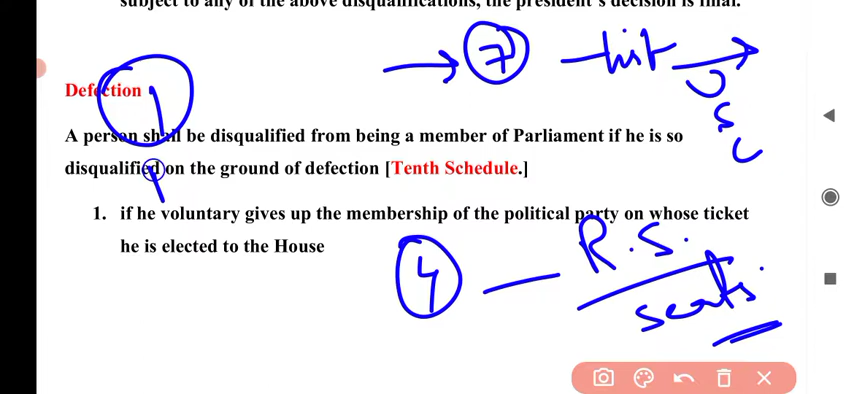 subject to any of the above disqualifications, the president's decision is final.
→ 7 list → U
S
C
Defection 1
A person shall be disqualified from being a member of Parliament if he is so
disqualified on the ground of defection [Tenth Schedule.]
1. if he voluntary gives up the membership of the political party on whose ticket
he is elected to the House
4 — R.S.
seats